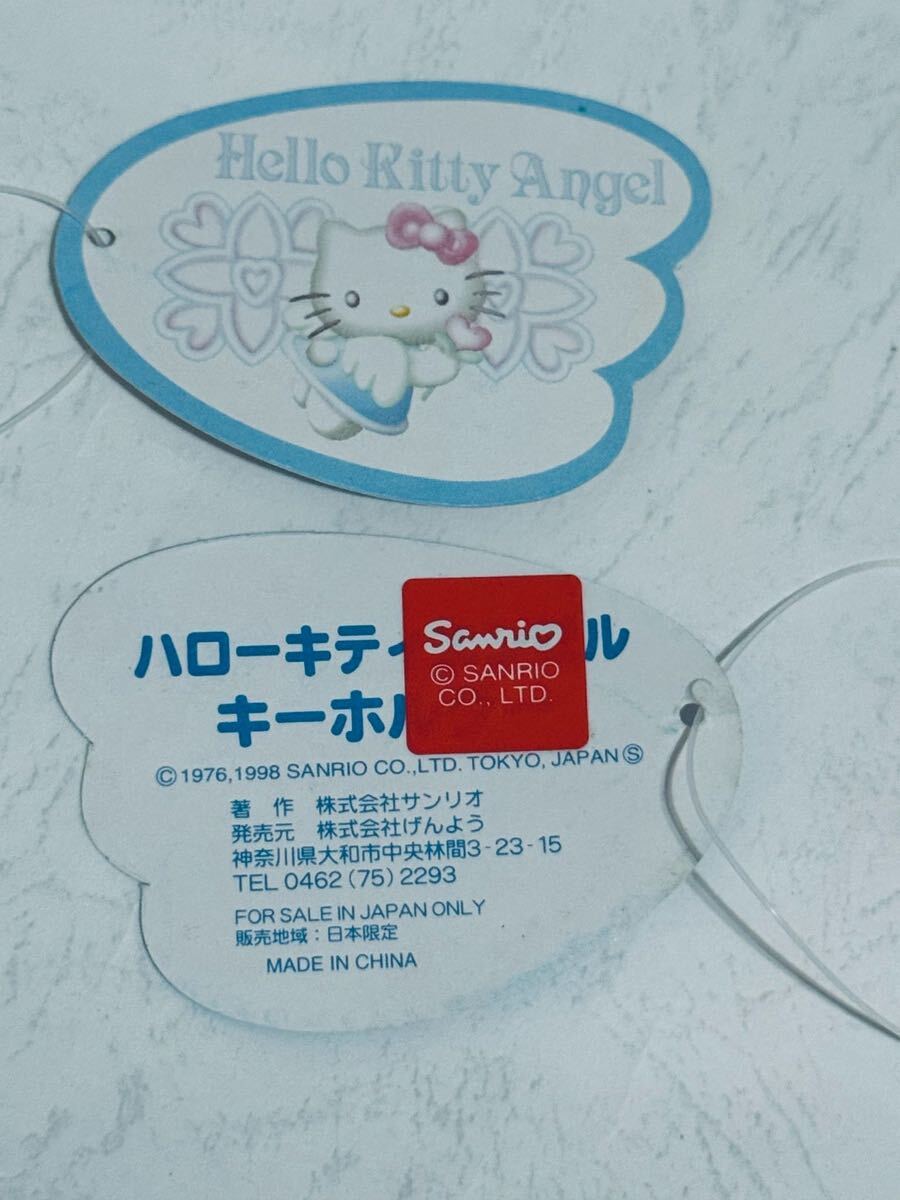 Hello Kitty Angel
ハローキティ ル
キーホル
Sanrio
© SANRIO
CO., LTD.
© 1976,1998 SANRIO CO.,LTD. TOKYO, JAPAN Ⓢ
著 作 株式会社サンリオ
発売元 株式会社げんよう
神奈川県大和市中央林間3-23-15
TEL 0462 (75) 2293
FOR SALE IN JAPAN ONLY
販売地域：日本限定
MADE IN CHINA